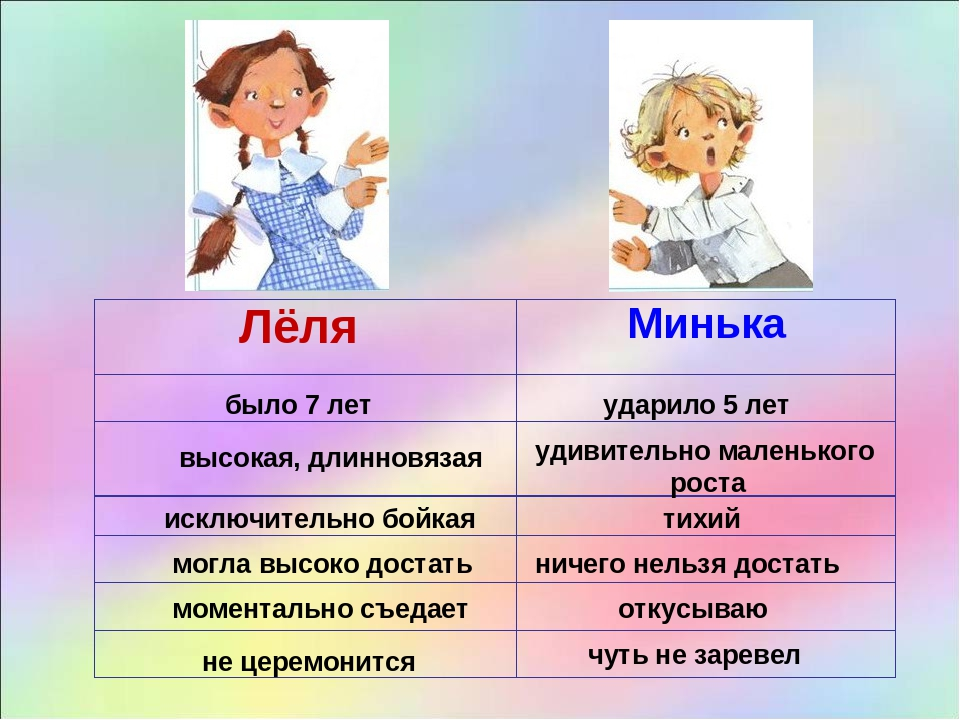 Лёля
Минька
было 7 лет
ударило 5 лет
высокая, длинновязая
удивительно маленького
роста
исключительно бойкая
тихий
могла высоко достать
ничего нельзя достать
моментально съедает
откусываю
не церемонится
чуть не заревел